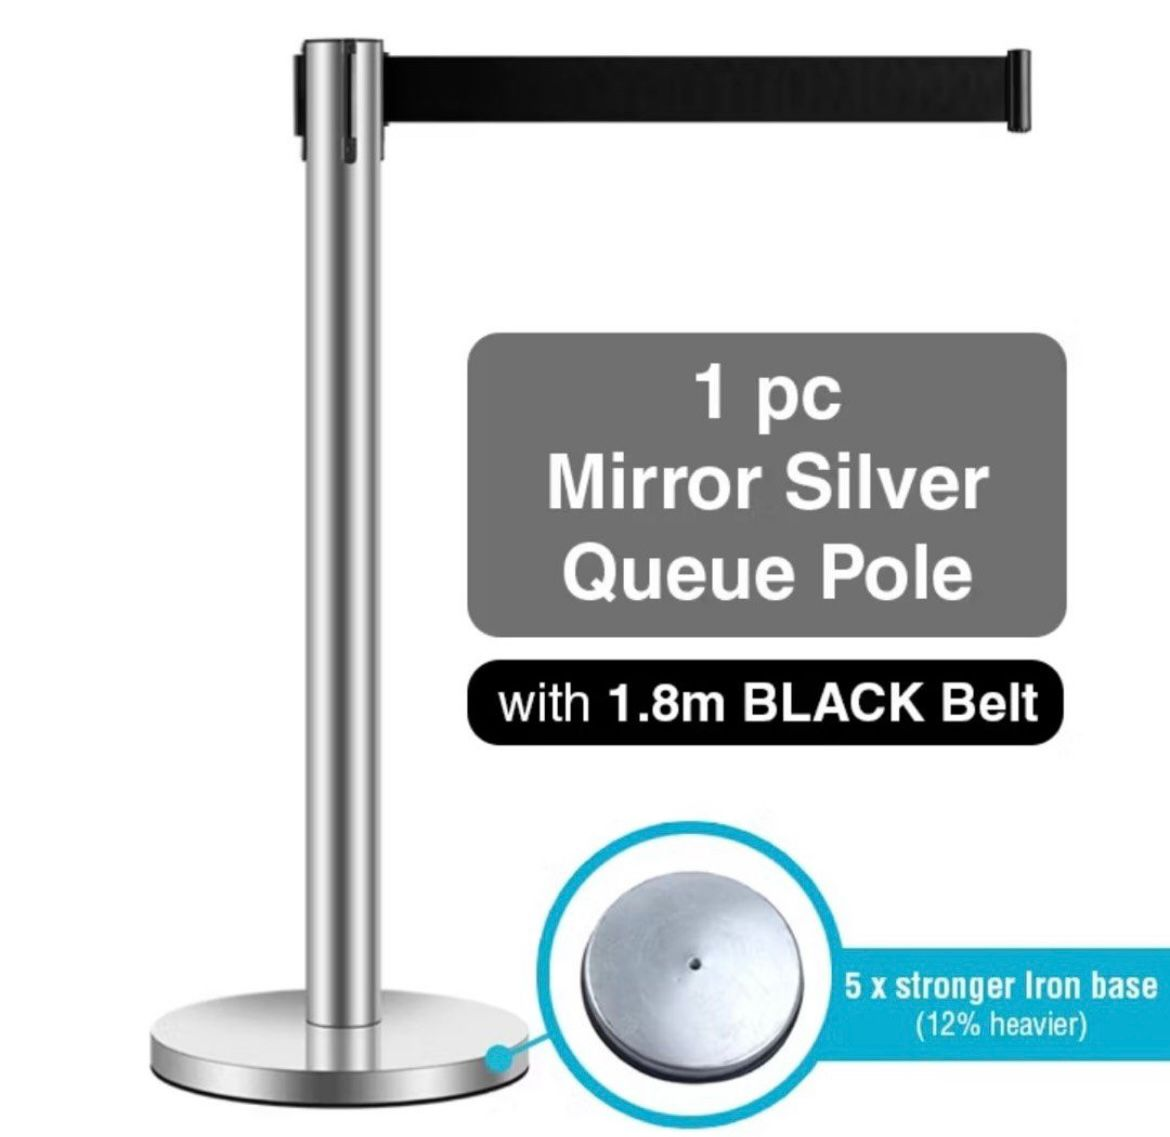 1 pc
Mirror Silver
Queue Pole
with 1.8m BLACK Belt
5 x stronger Iron base
(12% heavier)